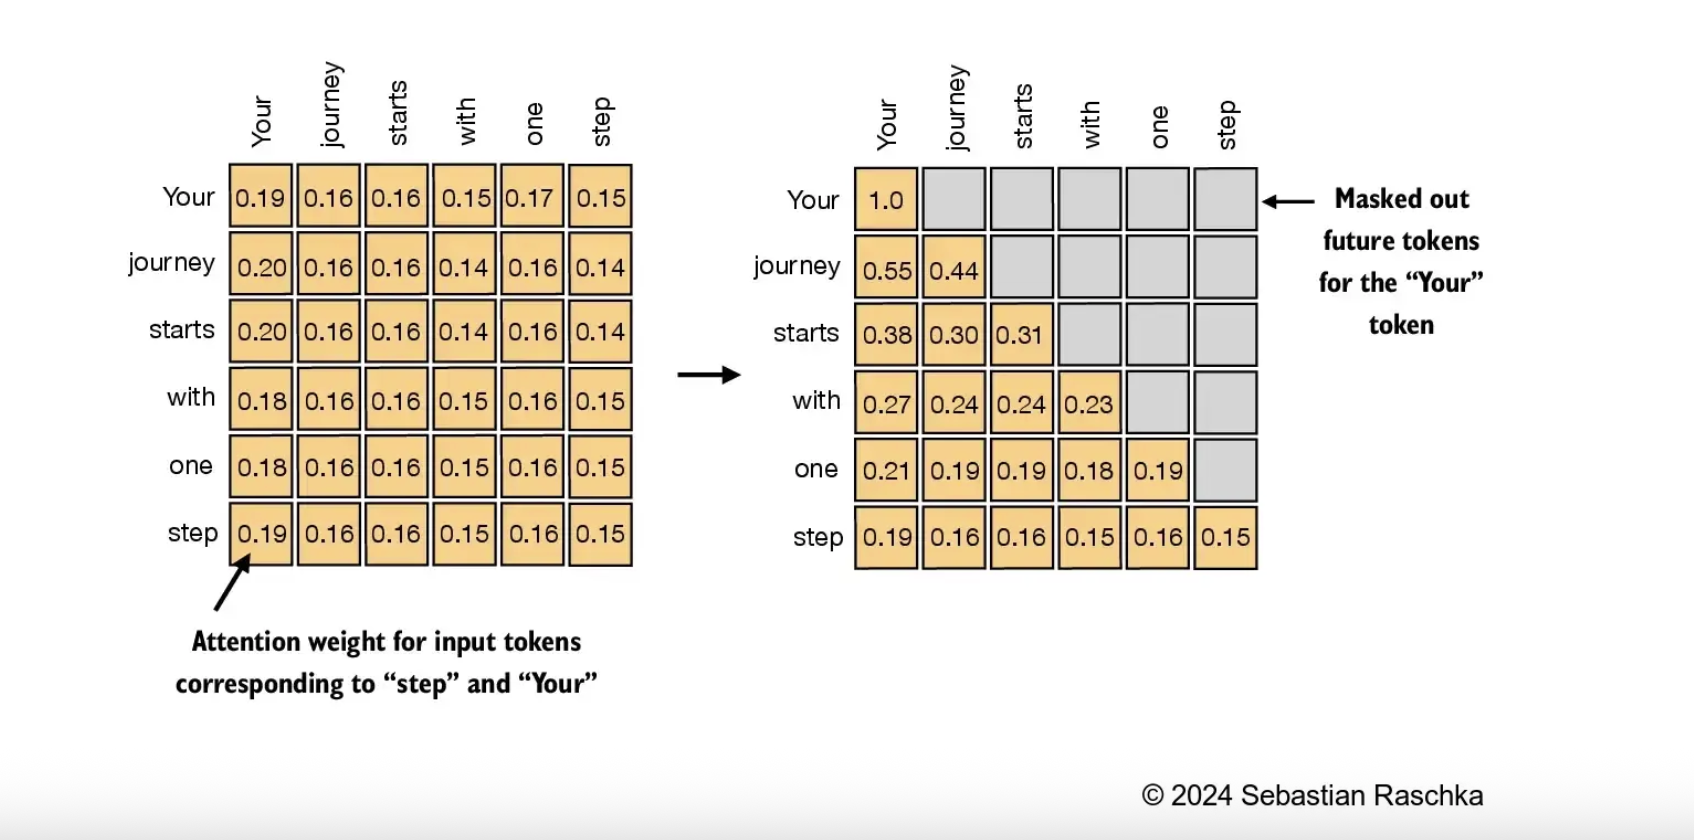 Your journey starts with one step
Your 0.19 0.16 0.16 0.15 0.17 0.15
journey 0.20 0.16 0.16 0.14 0.16 0.14
starts 0.20 0.16 0.16 0.14 0.16 0.14
with 0.18 0.16 0.16 0.15 0.16 0.15
one 0.18 0.16 0.16 0.15 0.16 0.15
step 0.19 0.16 0.16 0.15 0.16 0.15
Attention weight for input tokens
corresponding to “step” and “Your”
Your journey starts with one step
Your 1.0
journey 0.55 0.44
starts 0.38 0.30 0.31
with 0.27 0.24 0.24 0.23
one 0.21 0.19 0.19 0.18 0.19
step 0.19 0.16 0.16 0.15 0.16 0.15
Masked out
future tokens
for the “Your”
token
© 2024 Sebastian Raschka